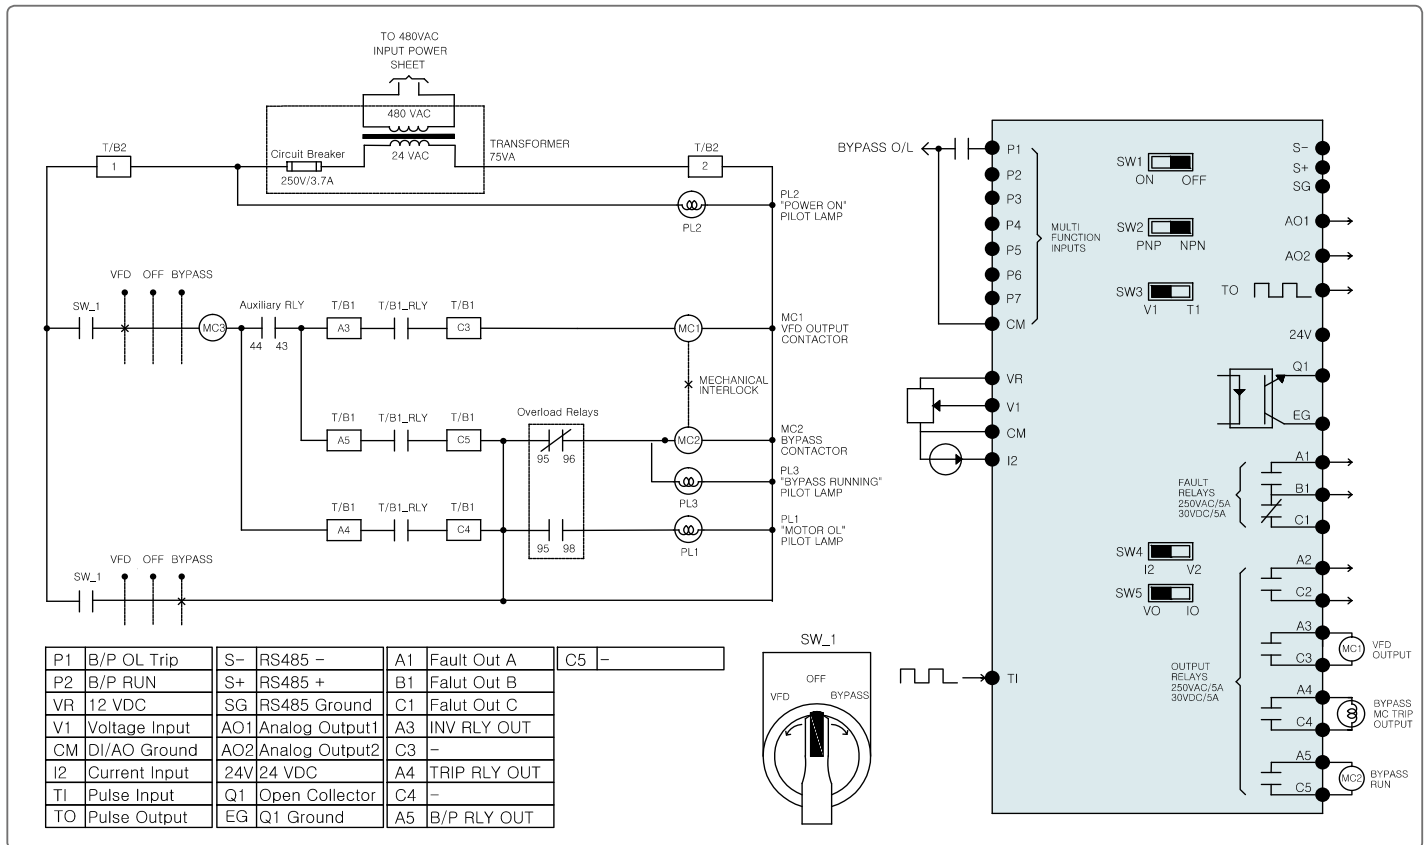 TO 480VAC
INPUT POWER
SHEET
480 VAC
24 VAC
TRANSFORMER
75VA
Circuit Breaker
250V/3.7A
T/B2
1
T/B2
2
PL2
PL2
"POWER ON"
PILOT LAMP
VFD OFF BYPASS
SW_1
MC3
Auxiliary RLY
44 43
T/B1 T/B1_RLY T/B1
A3 C3
MC1
MC1
VFD OUTPUT
CONTACTOR
MECHANICAL
INTERLOCK
T/B1 T/B1_RLY T/B1
A5 C5
Overload Relays
95 96
MC2
MC2
BYPASS
CONTACTOR
PL3
PL3
"BYPASS RUNNING"
PILOT LAMP
T/B1 T/B1_RLY T/B1
A4 C4
95 98
PL1
PL1
"MOTOR OL"
PILOT LAMP
VFD OFF BYPASS
SW_1
P1 B/P OL Trip S- RS485 - A1 Fault Out A C5 -
P2 B/P RUN S+ RS485 + B1 Falut Out B
VR 12 VDC SG RS485 Ground C1 Falut Out C
V1 Voltage Input AO1 Analog Output1 A3 INV RLY OUT
CM DI/AO Ground AO2 Analog Output2 C3 -
I2 Current Input 24V 24 VDC A4 TRIP RLY OUT
TI Pulse Input Q1 Open Collector C4 -
TO Pulse Output EG Q1 Ground A5 B/P RLY OUT
SW_1
OFF
VFD BYPASS
BYPASS O/L
P1
P2
P3
P4
P5
P6
P7
CM
MULTI
FUNCTION
INPUTS
VR
V1
CM
I2
TI
SW1
ON OFF
SW2
PNP NPN
SW3
V1 T1
SW4
I2 V2
SW5
VO IO
S-
S+
SG
AO1
AO2
TO
24V
Q1
EG
A1
B1
C1
FAULT
RELAYS
250VAC/5A
30VDC/5A
A2
C2
A3
C3
A4
C4
A5
C5
OUTPUT
RELAYS
250VAC/5A
30VDC/5A
MC1
VFD
OUTPUT
BYPASS
MC TRIP
OUTPUT
MC2
BYPASS
RUN